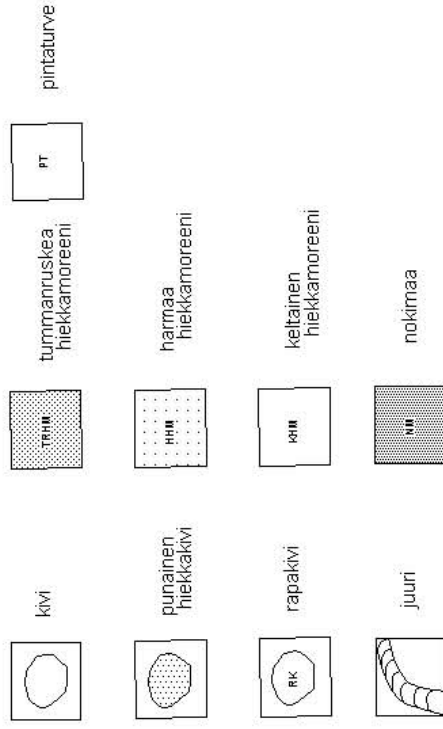 kivi
TRHM
tummanruskea
hiekkamoreeni
PT
pintaturve
punainen
hiekkakivi
HHM
harmaa
hiekkamoreeni
RK
rapakivi
KHM
keltainen
hiekkamoreeni
juuri
NM
nokimaa